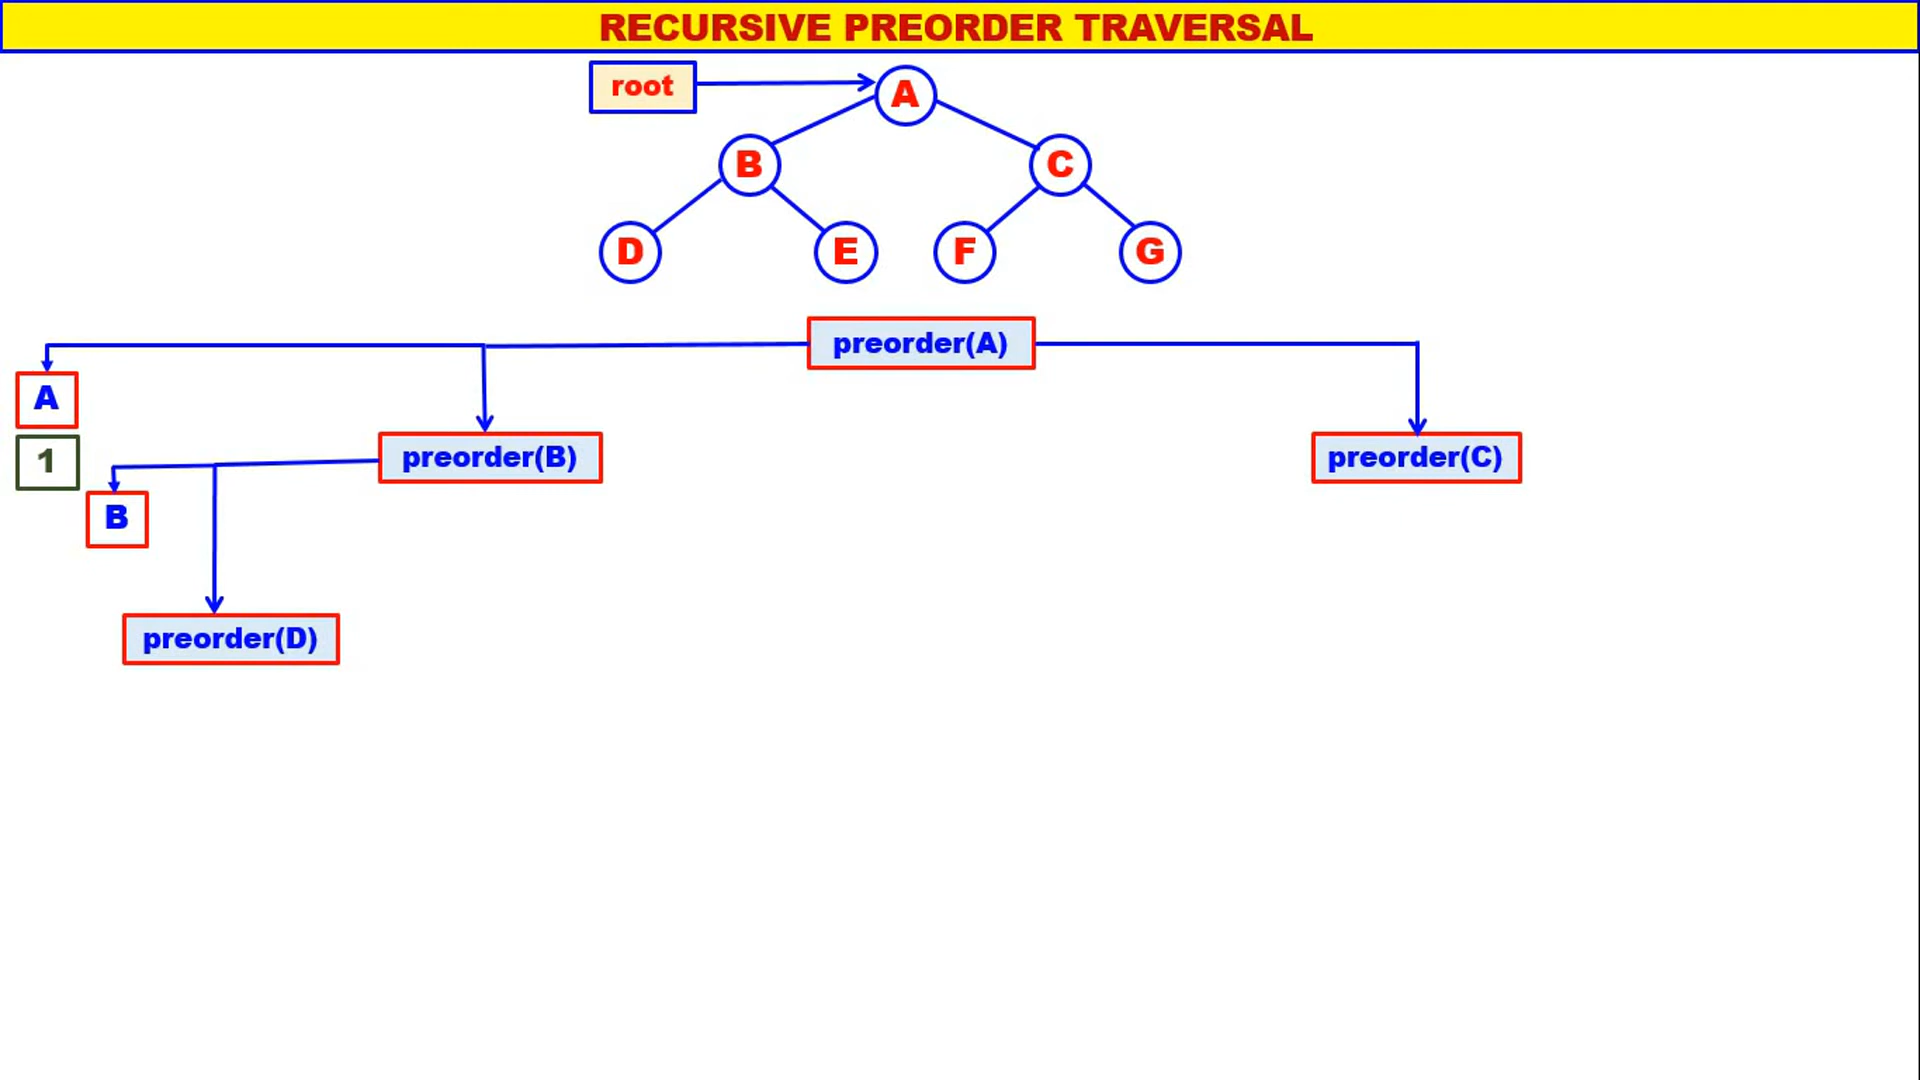 RECURSIVE PREORDER TRAVERSAL
root
A
B
C
D
E
F
G
preorder(A)
A
1
preorder(B)
preorder(C)
B
preorder(D)